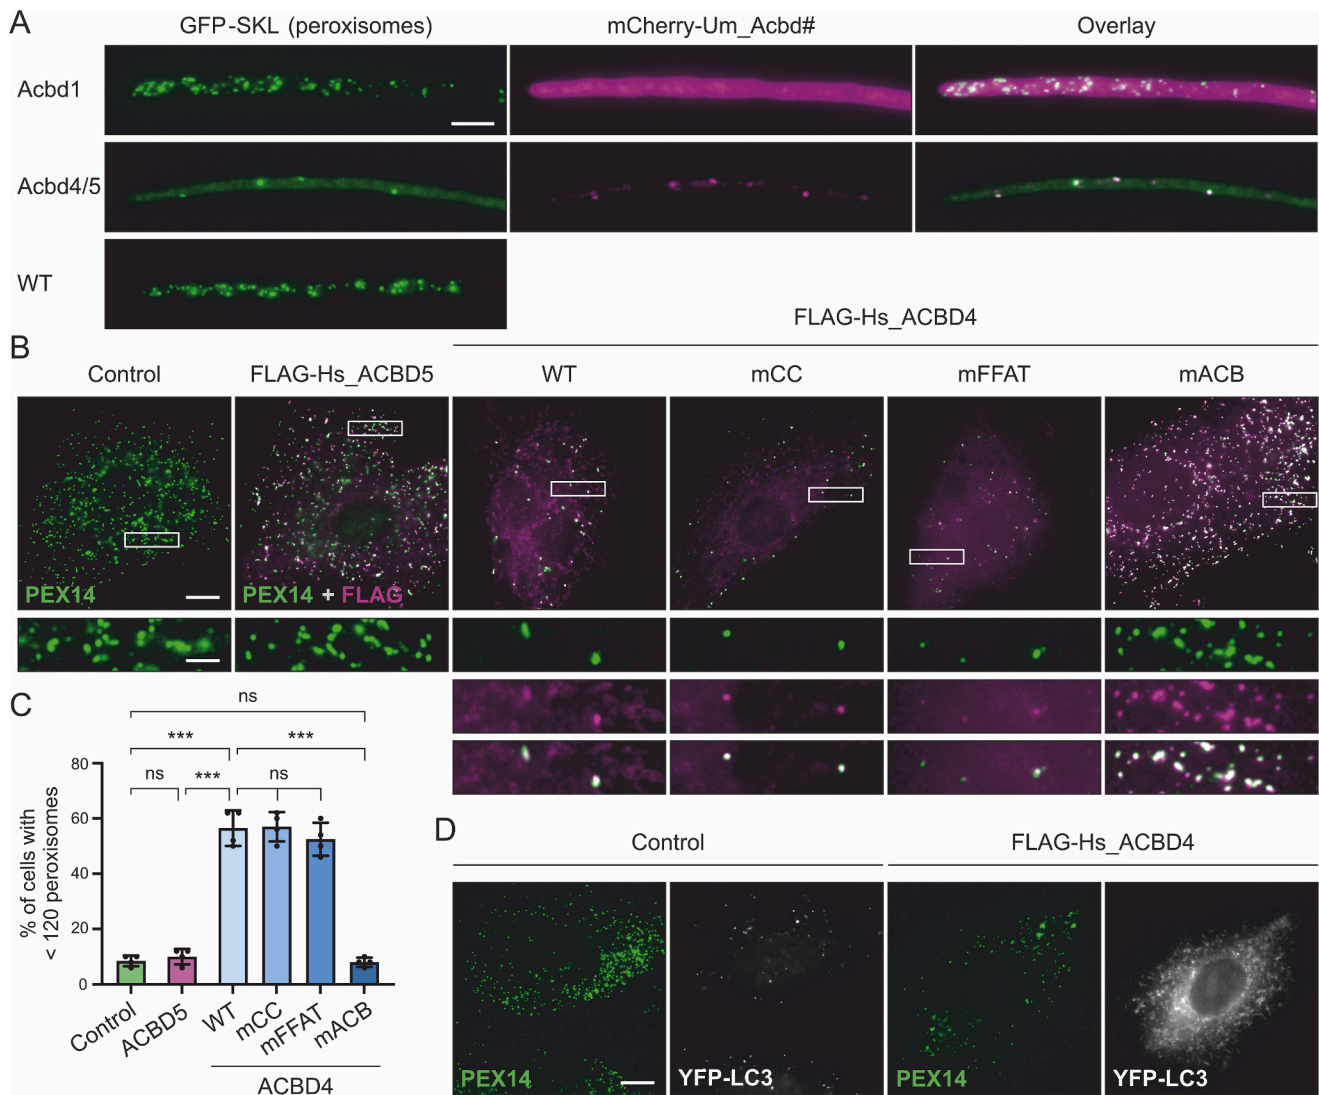 A
GFP-SKL (peroxisomes)
mCherry-Um_Acbd#
Overlay
Acbd1
Acbd4/5
WT
FLAG-Hs_ACBD4
B
Control
FLAG-Hs_ACBD5
WT
mCC
mFFAT
mACB
PEX14
PEX14 + FLAG
C
ns
***
***
ns
***
ns
% of cells with
< 120 peroxisomes
80
60
40
20
0
Control
ACBD5
WT
mCC
mFFAT
mACB
ACBD4
D
Control
FLAG-Hs_ACBD4
PEX14
YFP-LC3
PEX14
YFP-LC3